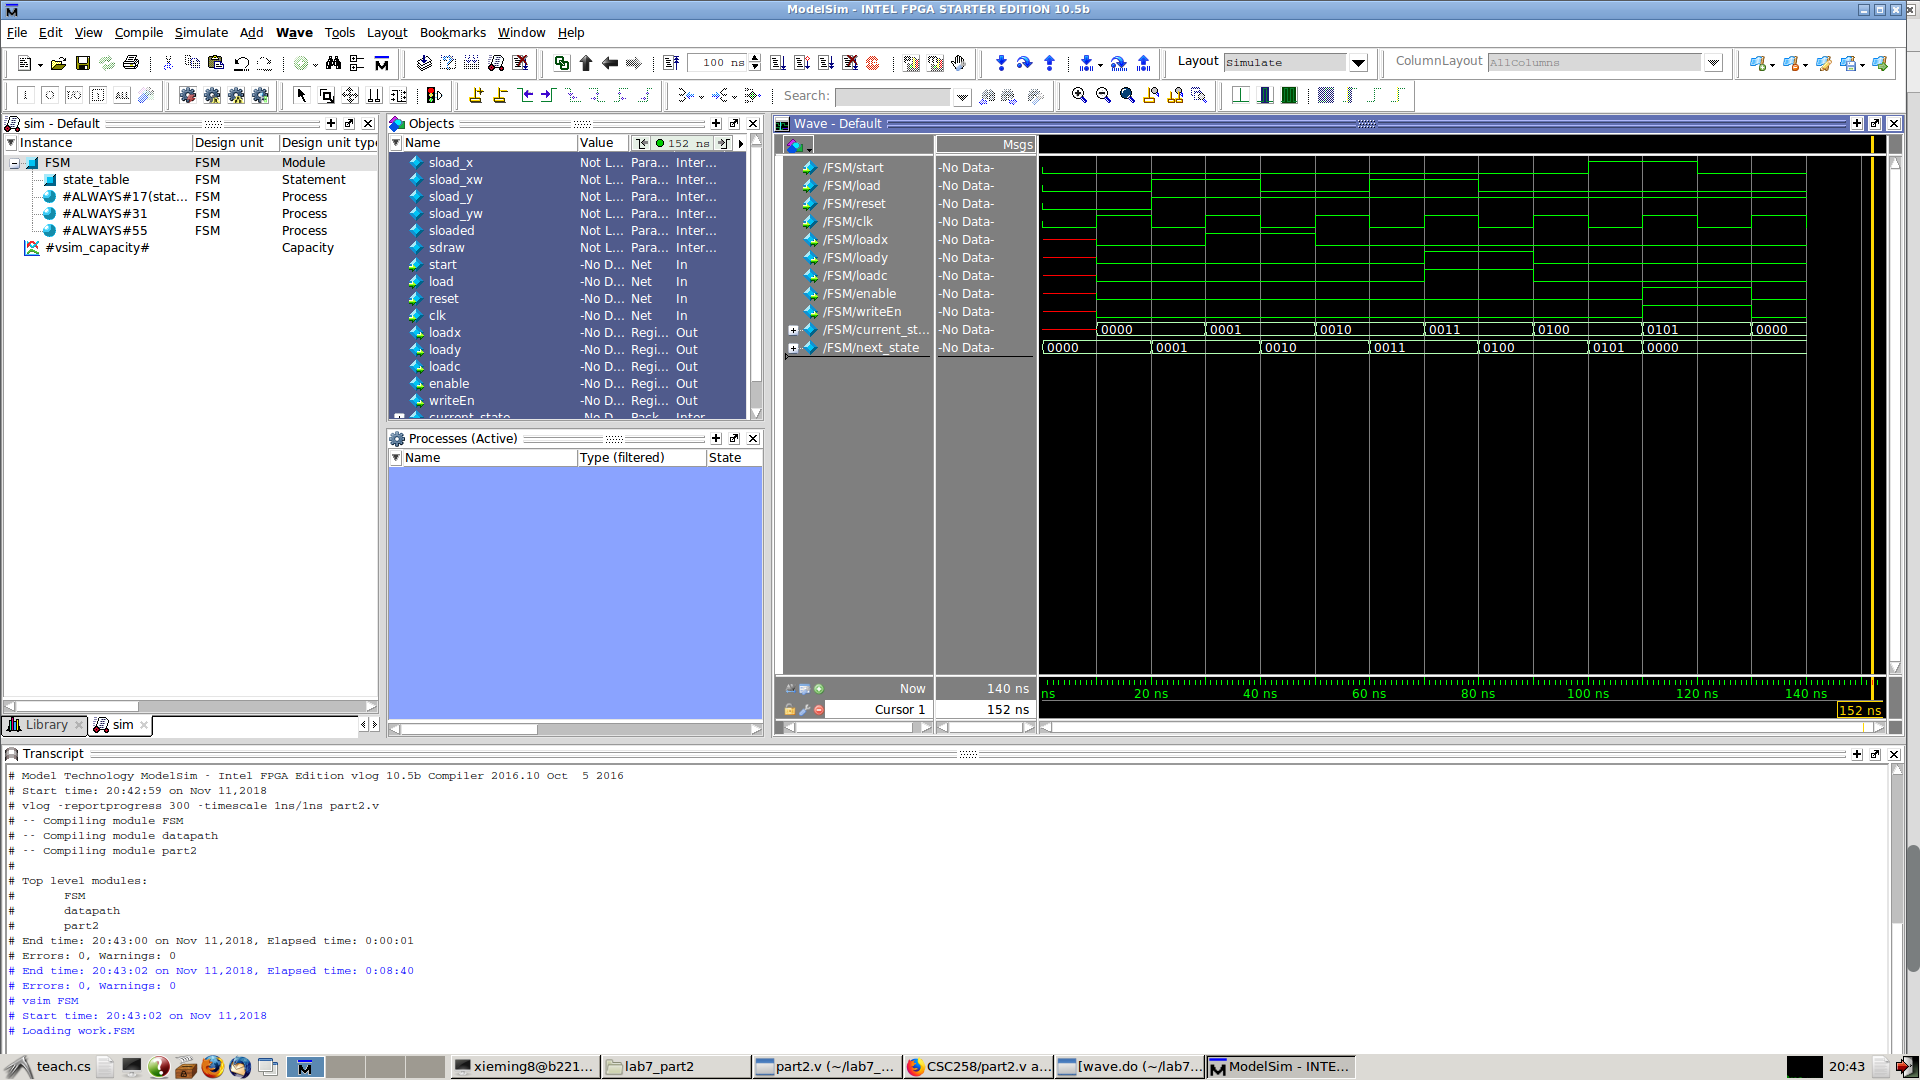 ModelSim - INTEL FPGA STARTER EDITION 10.5b
File Edit View Compile Simulate Add Wave Tools Layout Bookmarks Window Help
100 ns
Layout Simulate
ColumnLayout AllColumns
Search:
sim - Default
Instance Design unit Design unit type
FSM FSM Module
state_table FSM Statement
#ALWAYS#17(stat... FSM Process
#ALWAYS#31 FSM Process
#ALWAYS#55 FSM Process
#vsim_capacity# Capacity
Library sim
Objects
Name Value 152 ns
sload_x Not L... Para... Inter...
sload_xw Not L... Para... Inter...
sload_y Not L... Para... Inter...
sload_yw Not L... Para... Inter...
sloaded Not L... Para... Inter...
sdraw Not L... Para... Inter...
start -No D... Net In
load -No D... Net In
reset -No D... Net In
clk -No D... Net In
loadx -No D... Regi... Out
loady -No D... Regi... Out
loadc -No D... Regi... Out
enable -No D... Regi... Out
writeEn -No D... Regi... Out
current_state -No D... Pack... Inter...
Processes (Active)
Name Type (filtered) State
Wave - Default
Msgs
/FSM/start -No Data-
/FSM/load -No Data-
/FSM/reset -No Data-
/FSM/clk -No Data-
/FSM/loadx -No Data-
/FSM/loady -No Data-
/FSM/loadc -No Data-
/FSM/enable -No Data-
/FSM/writeEn -No Data-
/FSM/current_st... -No Data- 0000 0001 0010 0011 0100 0101 0000
/FSM/next_state -No Data- 0000 0001 0010 0011 0100 0101 0000
Now 140 ns ns 20 ns 40 ns 60 ns 80 ns 100 ns 120 ns 140 ns
Cursor 1 152 ns 152 ns
Transcript
# Model Technology ModelSim - Intel FPGA Edition vlog 10.5b Compiler 2016.10 Oct 5 2016
# Start time: 20:42:59 on Nov 11,2018
# vlog -reportprogress 300 -timescale 1ns/1ns part2.v
# -- Compiling module FSM
# -- Compiling module datapath
# -- Compiling module part2
#
# Top level modules:
# FSM
# datapath
# part2
# End time: 20:43:00 on Nov 11,2018, Elapsed time: 0:00:01
# Errors: 0, Warnings: 0
# End time: 20:43:02 on Nov 11,2018, Elapsed time: 0:08:40
# Errors: 0, Warnings: 0
# vsim FSM
# Start time: 20:43:02 on Nov 11,2018
# Loading work.FSM
teach.cs xieming8@b221... lab7_part2 part2.v (~/lab7_... CSC258/part2.v a... [wave.do (~/lab7... ModelSim - INTE... 20:43